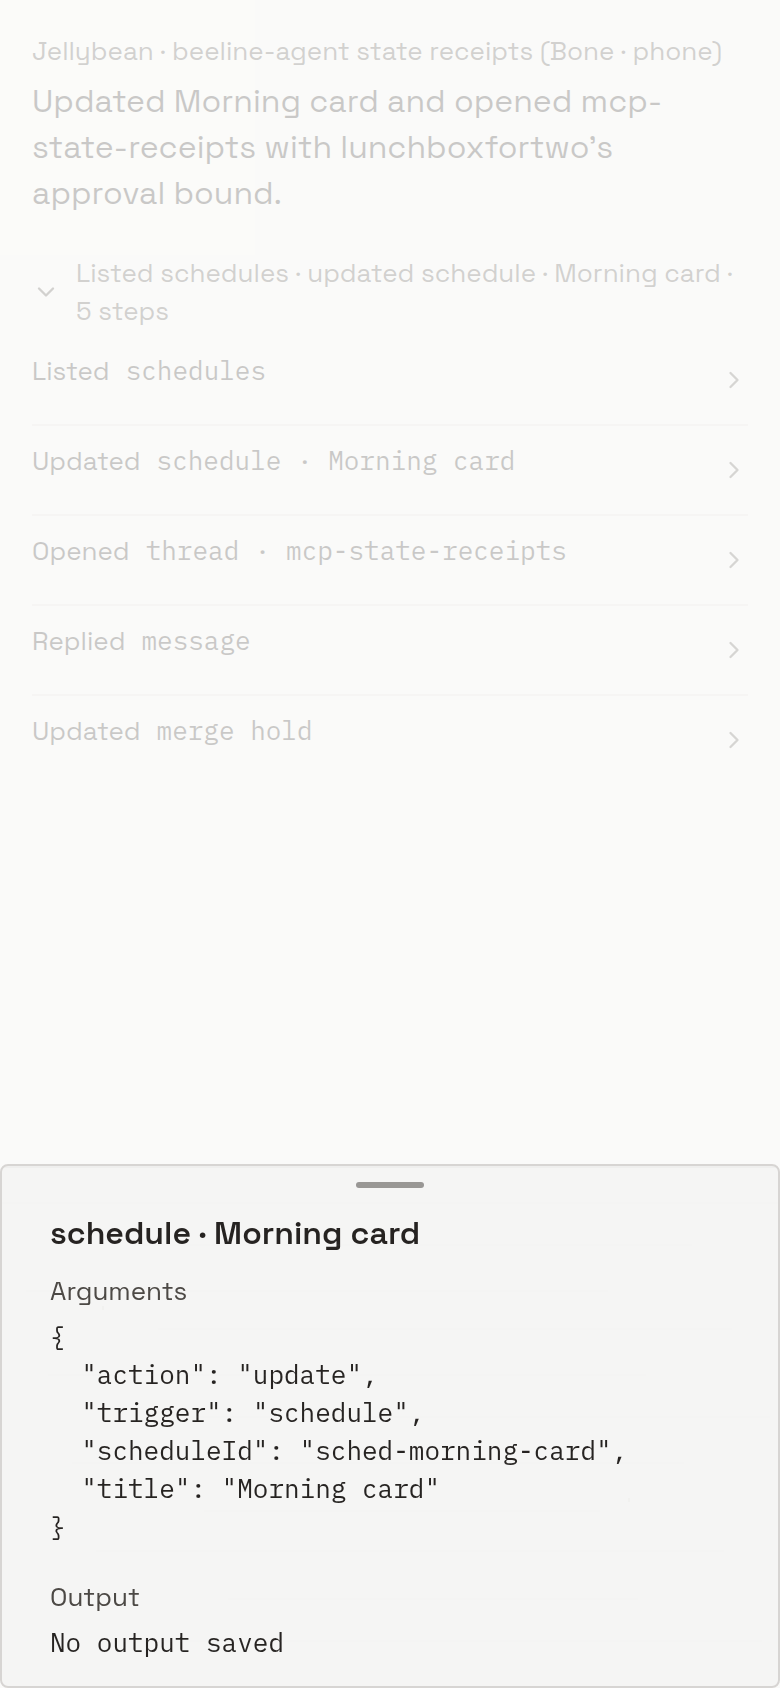 Jellybean · beeline-agent state receipts (Bone · phone)
Updated Morning card and opened mcp-
state-receipts with lunchboxfortwo’s
approval bound.
Listed schedules · updated schedule · Morning card ·
5 steps
Listed schedules
Updated schedule · Morning card
Opened thread · mcp-state-receipts
Replied message
Updated merge hold
schedule · Morning card
Arguments
{
  "action": "update",
  "trigger": "schedule",
  "scheduleId": "sched-morning-card",
  "title": "Morning card"
}
Output
No output saved